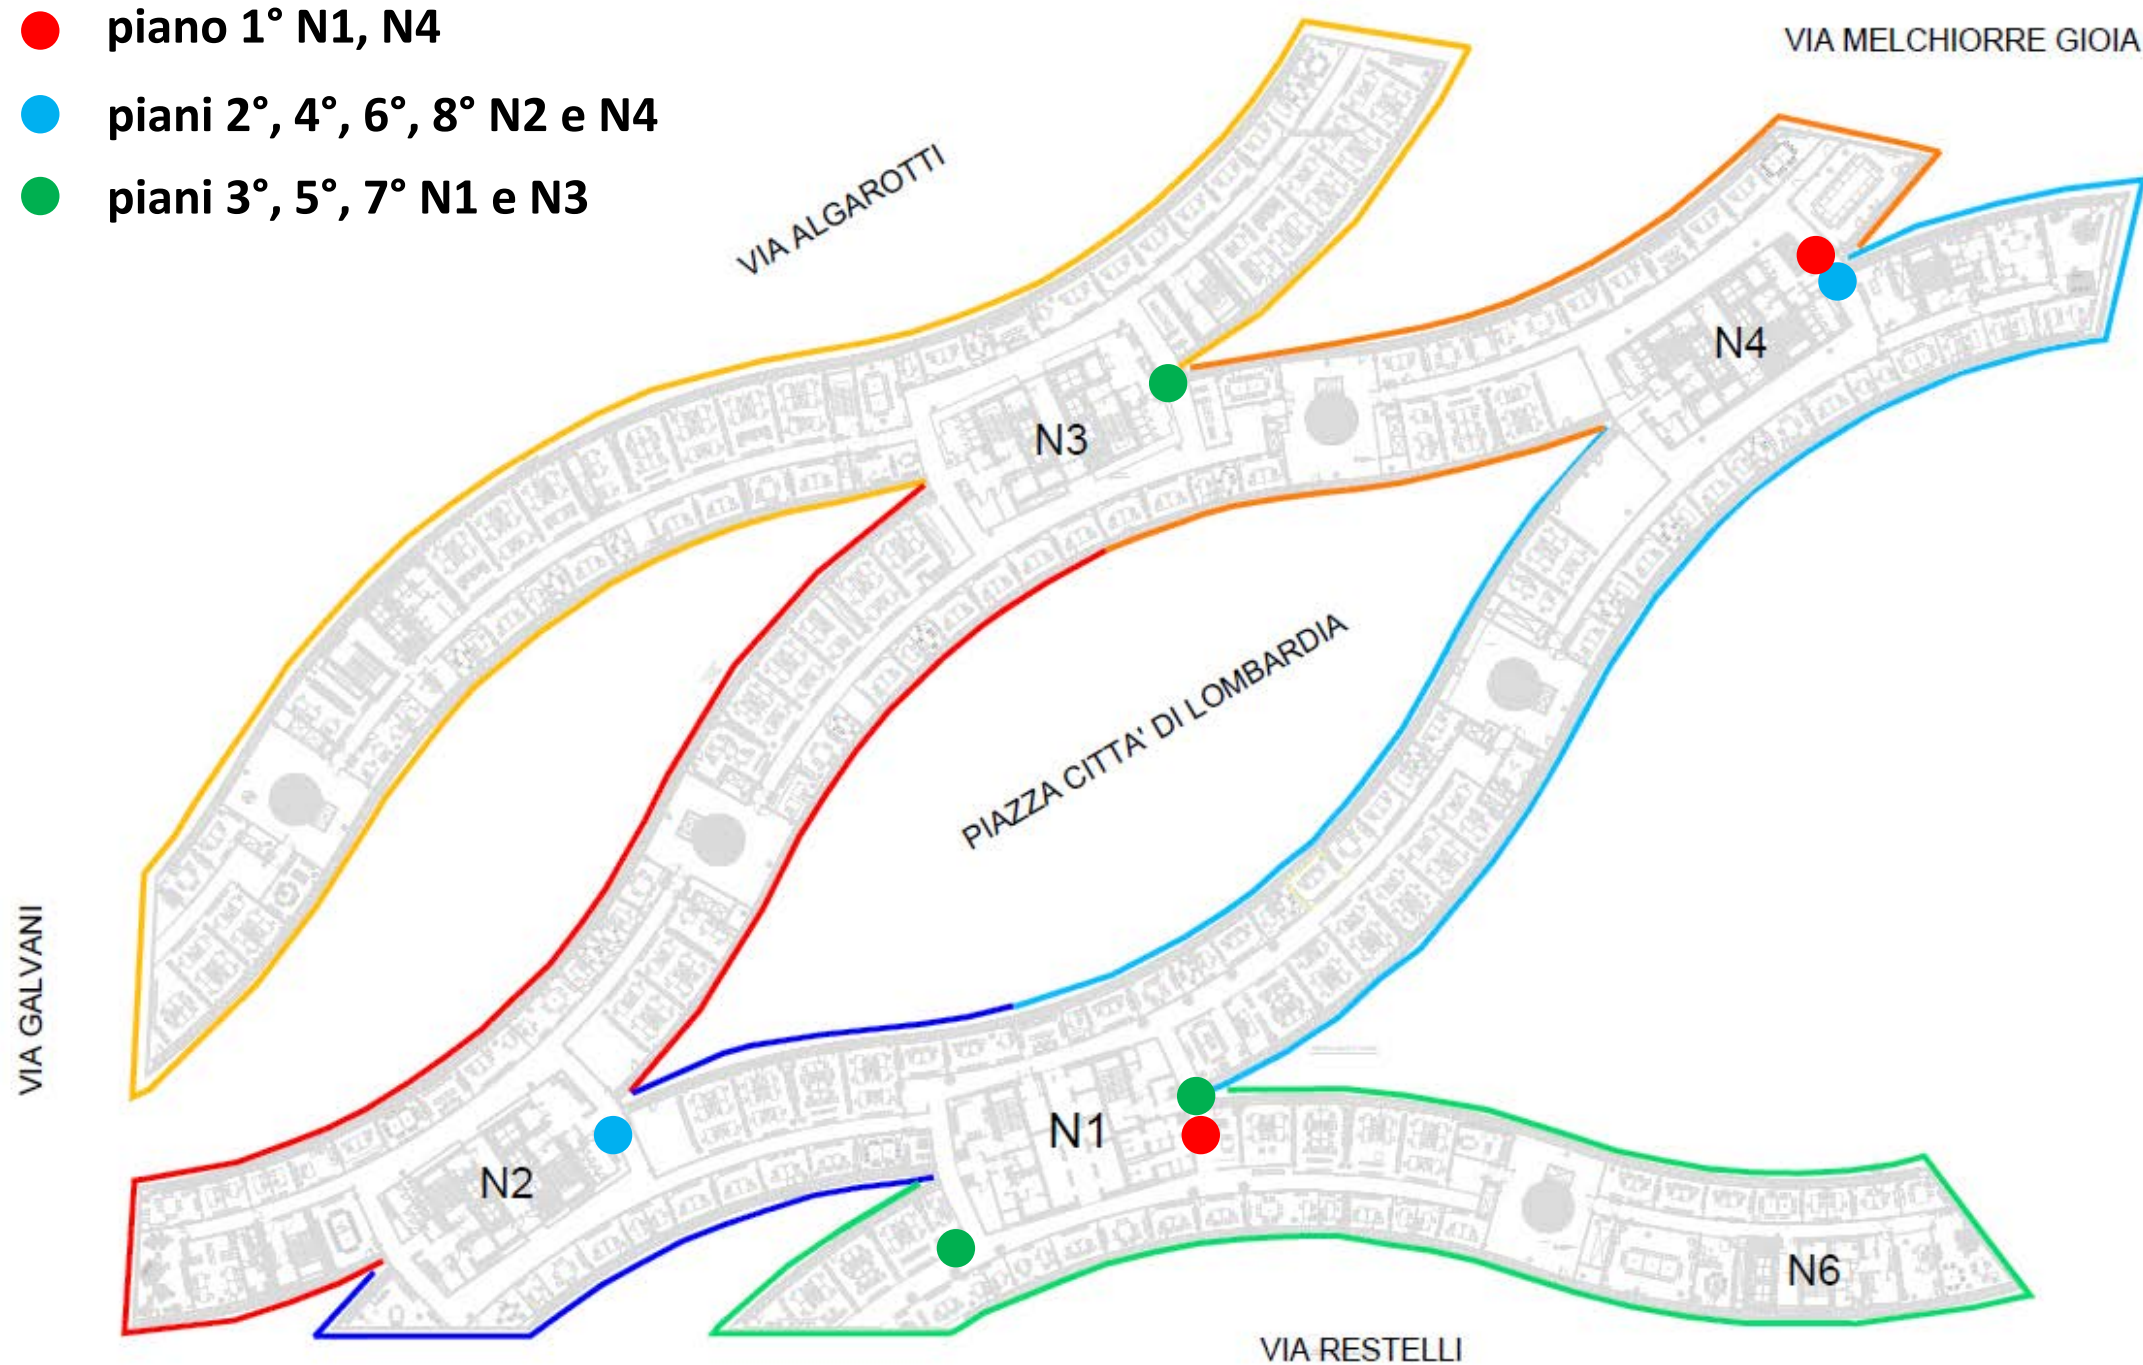 piano 1° N1, N4
piani 2°, 4°, 6°, 8° N2 e N4
piani 3°, 5°, 7° N1 e N3
VIA MELCHIORRE GIOIA
VIA ALGAROTTI
N4
N3
PIAZZA CITTA' DI LOMBARDIA
VIA GALVANI
N1
N2
N6
VIA RESTELLI